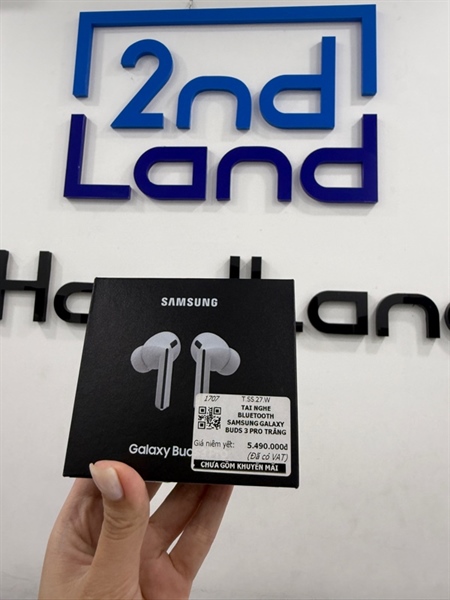 2nd
Land
SAMSUNG
1707
T.SS.27.W
TAI NGHE
BLUETOOTH
SAMSUNG GALAXY
BUDS 3 PRO TRẮNG
Giá niêm yết: 5.490.000đ
(Đã có VAT)
CHƯA GỒM KHUYẾN MÃI
Galaxy Bud